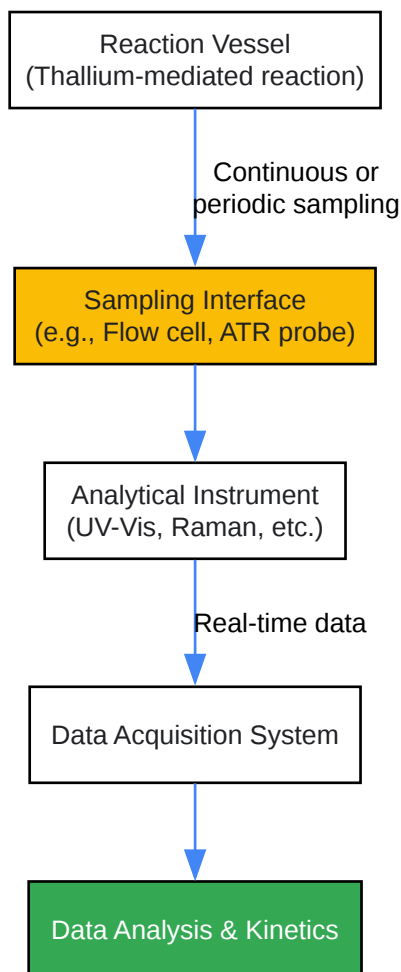 Reaction Vessel
(Thallium-mediated reaction)
Continuous or
periodic sampling
Sampling Interface
(e.g., Flow cell, ATR probe)
Analytical Instrument
(UV-Vis, Raman, etc.)
Real-time data
Data Acquisition System
Data Analysis & Kinetics